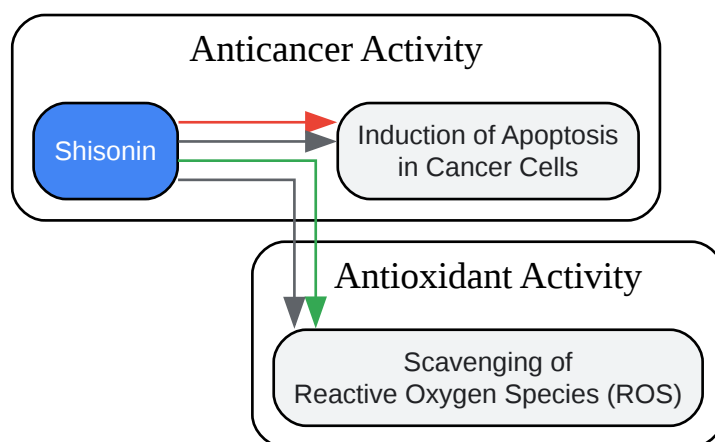 Anticancer Activity
Shisonin
Induction of Apoptosis
in Cancer Cells
Antioxidant Activity
Scavenging of
Reactive Oxygen Species (ROS)